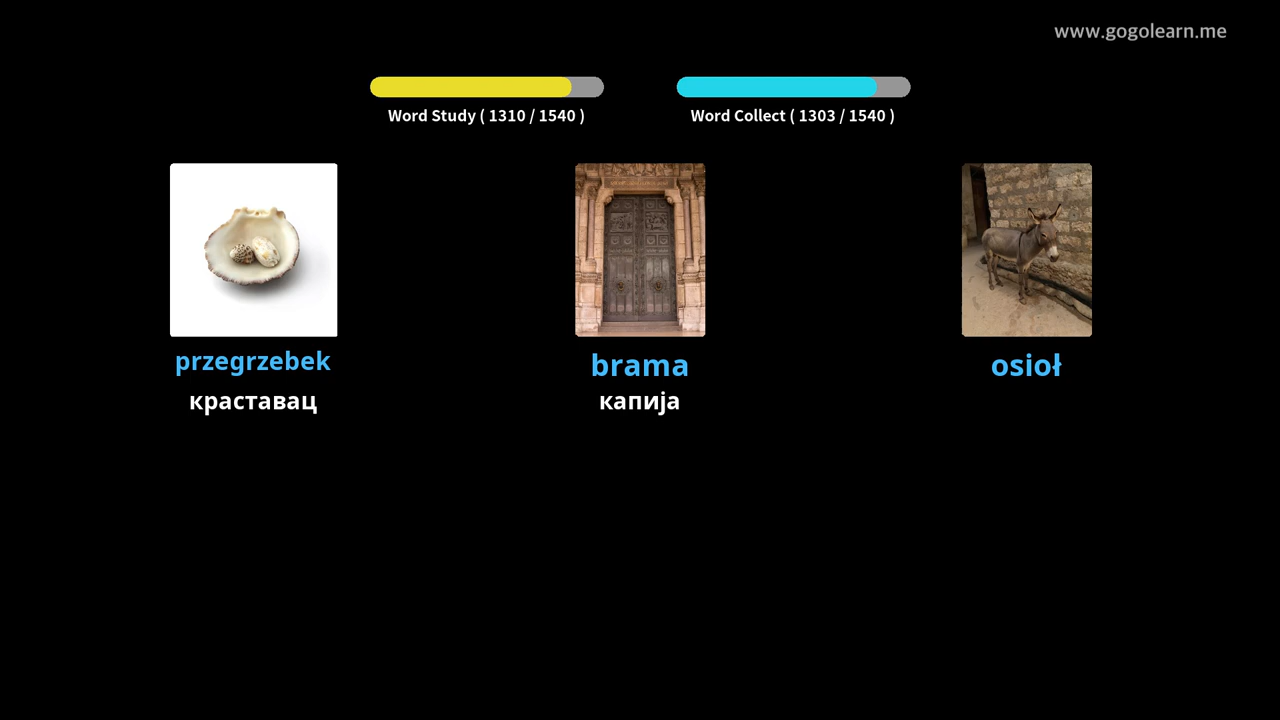 www.gogolearn.me
Word Study ( 1310 / 1540 )
Word Collect ( 1303 / 1540 )
przegrzebek
краставац
brama
капија
osioł